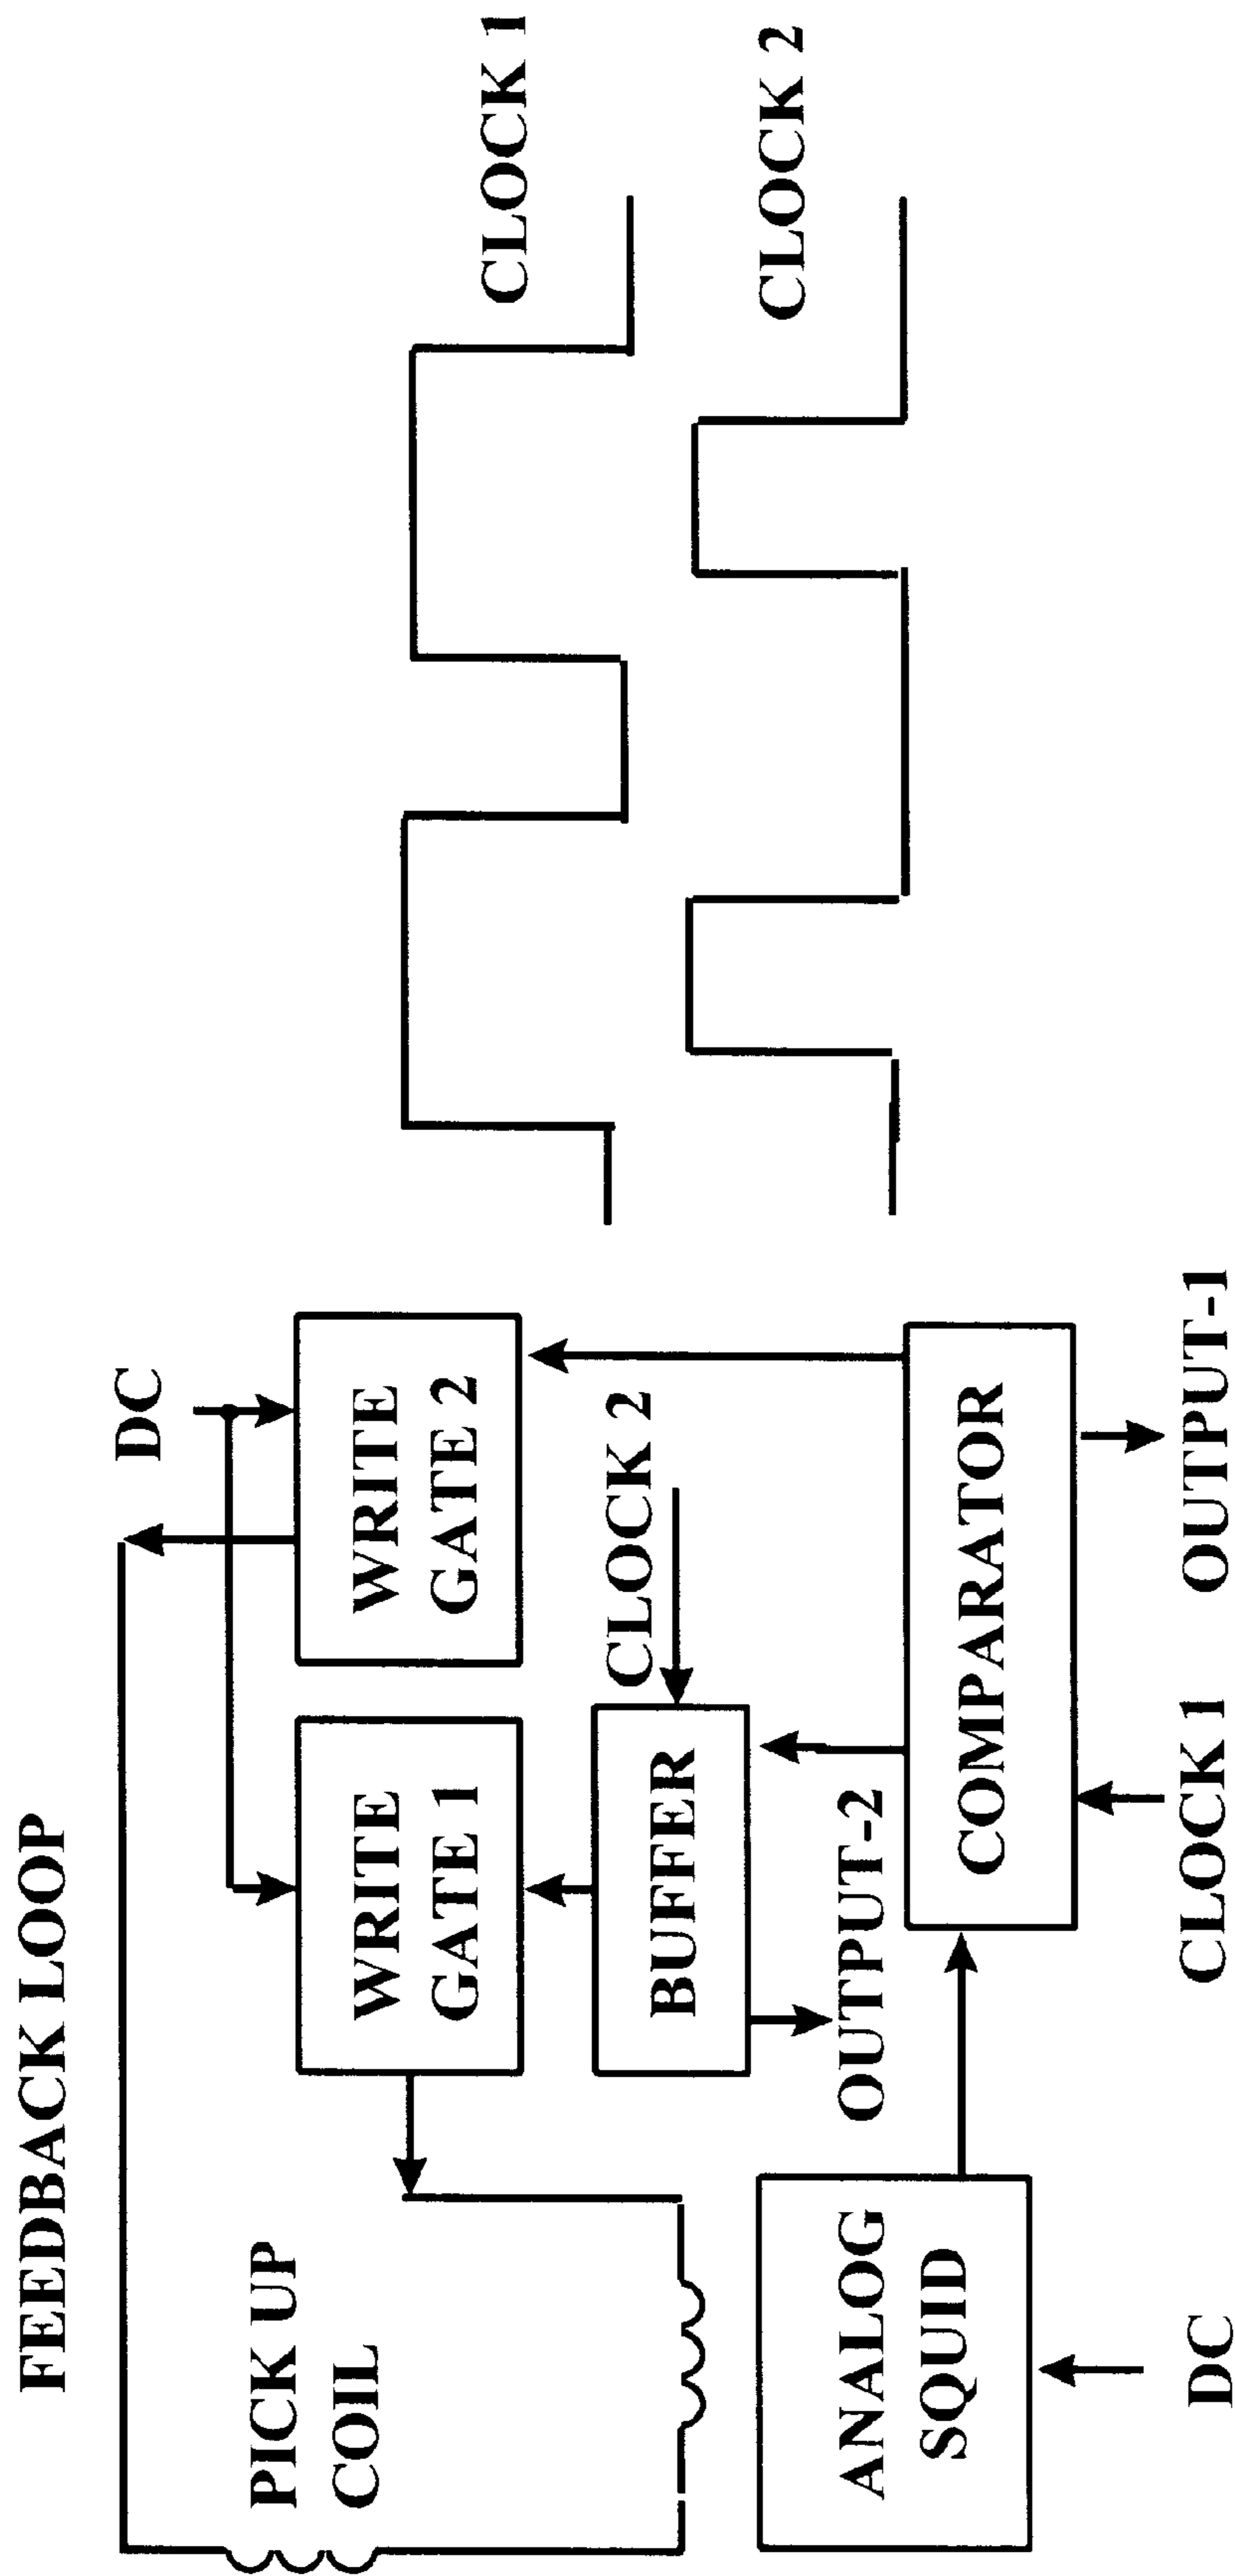 FEEDBACK LOOP
PICK UP
COIL
DC
WRITE
GATE 1
WRITE
GATE 2
BUFFER
CLOCK 2
OUTPUT-2
ANALOG
SQUID
COMPARATOR
DC
CLOCK 1
OUTPUT-1
CLOCK 1
CLOCK 2